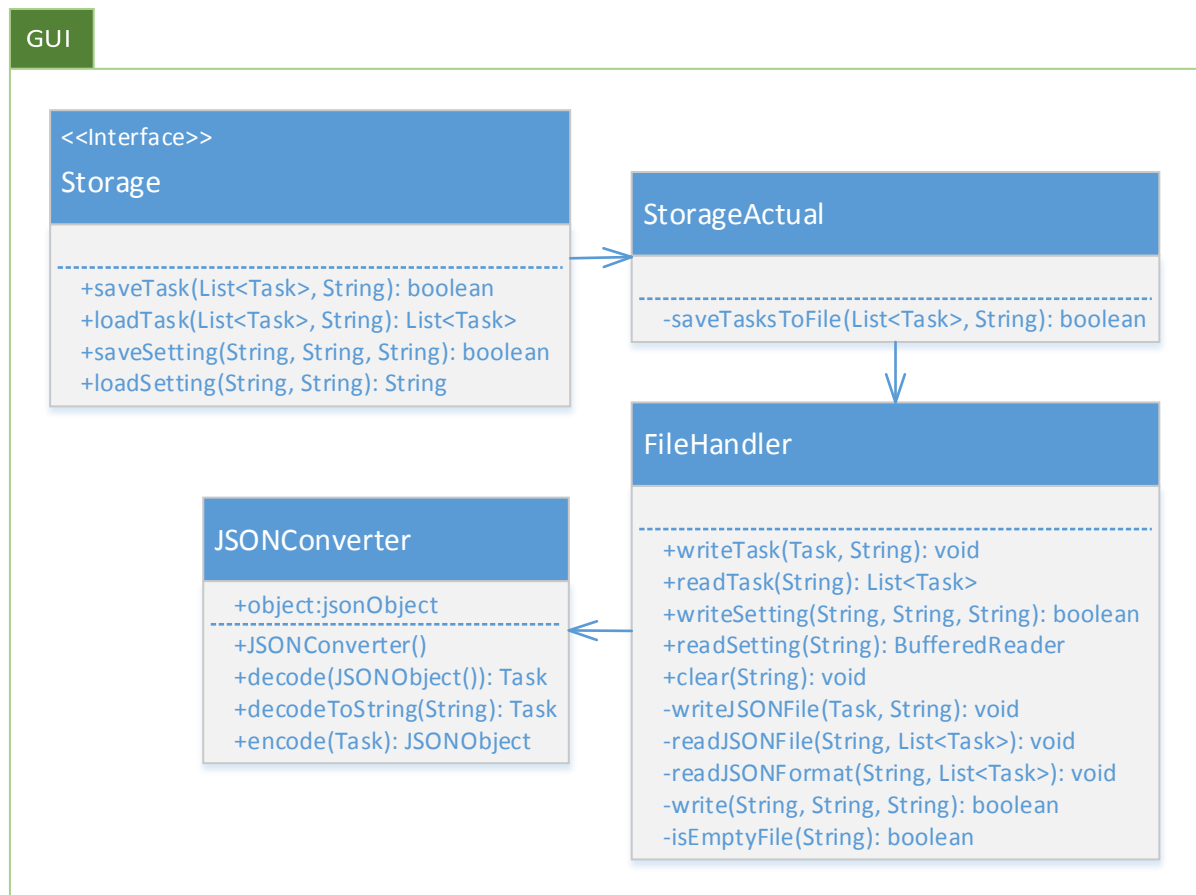 GUI
<<Interface>>
Storage
+saveTask(List<Task>, String): boolean
+loadTask(List<Task>, String): List<Task>
+saveSetting(String, String, String): boolean
+loadSetting(String, String): String
StorageActual
-saveTasksToFile(List<Task>, String): boolean
FileHandler
+writeTask(Task, String): void
+readTask(String): List<Task>
+writeSetting(String, String, String): boolean
+readSetting(String): BufferedReader
+clear(String): void
-writeJSONFile(Task, String): void
-readJSONFile(String, List<Task>): void
-readJSONFormat(String, List<Task>): void
-write(String, String, String): boolean
-isEmptyFile(String): boolean
JSONConverter
+object:jsonObject
+JSONConverter()
+decode(JSONObject()): Task
+decodeToString(String): Task
+encode(Task): JSONObject